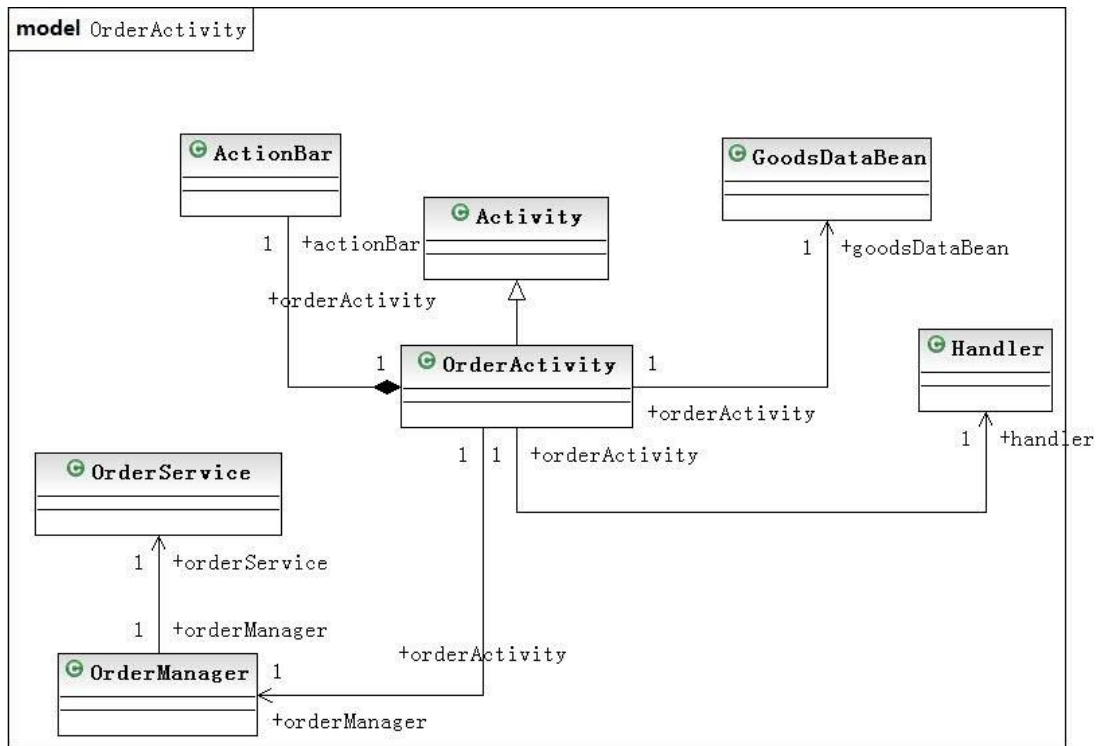 model OrderActivity
C ActionBar
C GoodsDataBean
C Activity
1 +actionBar
1 +goodsDataBean
+orderActivity
C OrderActivity
C Handler
1
1
+orderActivity
1 1 +orderActivity
1 +handler
C OrderService
1 +orderService
1 +orderManager
+orderActivity
C OrderManager
1
+orderManager